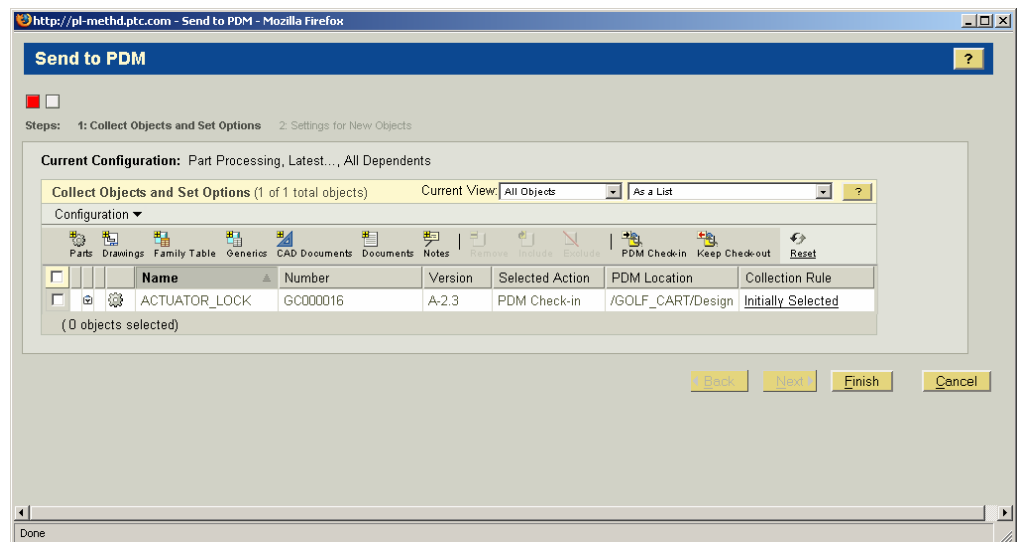 http://pl-methd.ptc.com - Send to PDM - Mozilla Firefox
Send to PDM ?
Steps: 1: Collect Objects and Set Options 2: Settings for New Objects
Current Configuration: Part Processing, Latest..., All Dependents
Collect Objects and Set Options (1 of 1 total objects) Current View: All Objects As a List ?
Configuration
Parts Drawings Family Table Generics CAD Documents Documents Notes Remove Include Exclude PDM Check-in Keep Check-out Reset
Name Number Version Selected Action PDM Location Collection Rule
ACTUATOR_LOCK GC000016 A-2.3 PDM Check-in /GOLF_CART/Design Initially Selected
(0 objects selected)
Back Next Finish Cancel
Done